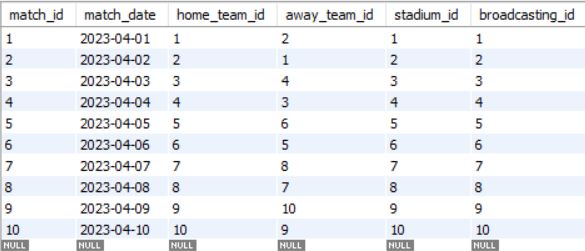 match_id match_date home_team_id away_team_id stadium_id broadcasting_id
1 2023-04-01 1 2 1 1
2 2023-04-02 2 1 2 2
3 2023-04-03 3 4 3 3
4 2023-04-04 4 3 4 4
5 2023-04-05 5 6 5 5
6 2023-04-06 6 5 6 6
7 2023-04-07 7 8 7 7
8 2023-04-08 8 7 8 8
9 2023-04-09 9 10 9 9
10 2023-04-10 10 9 10 10
NULL NULL NULL NULL NULL NULL